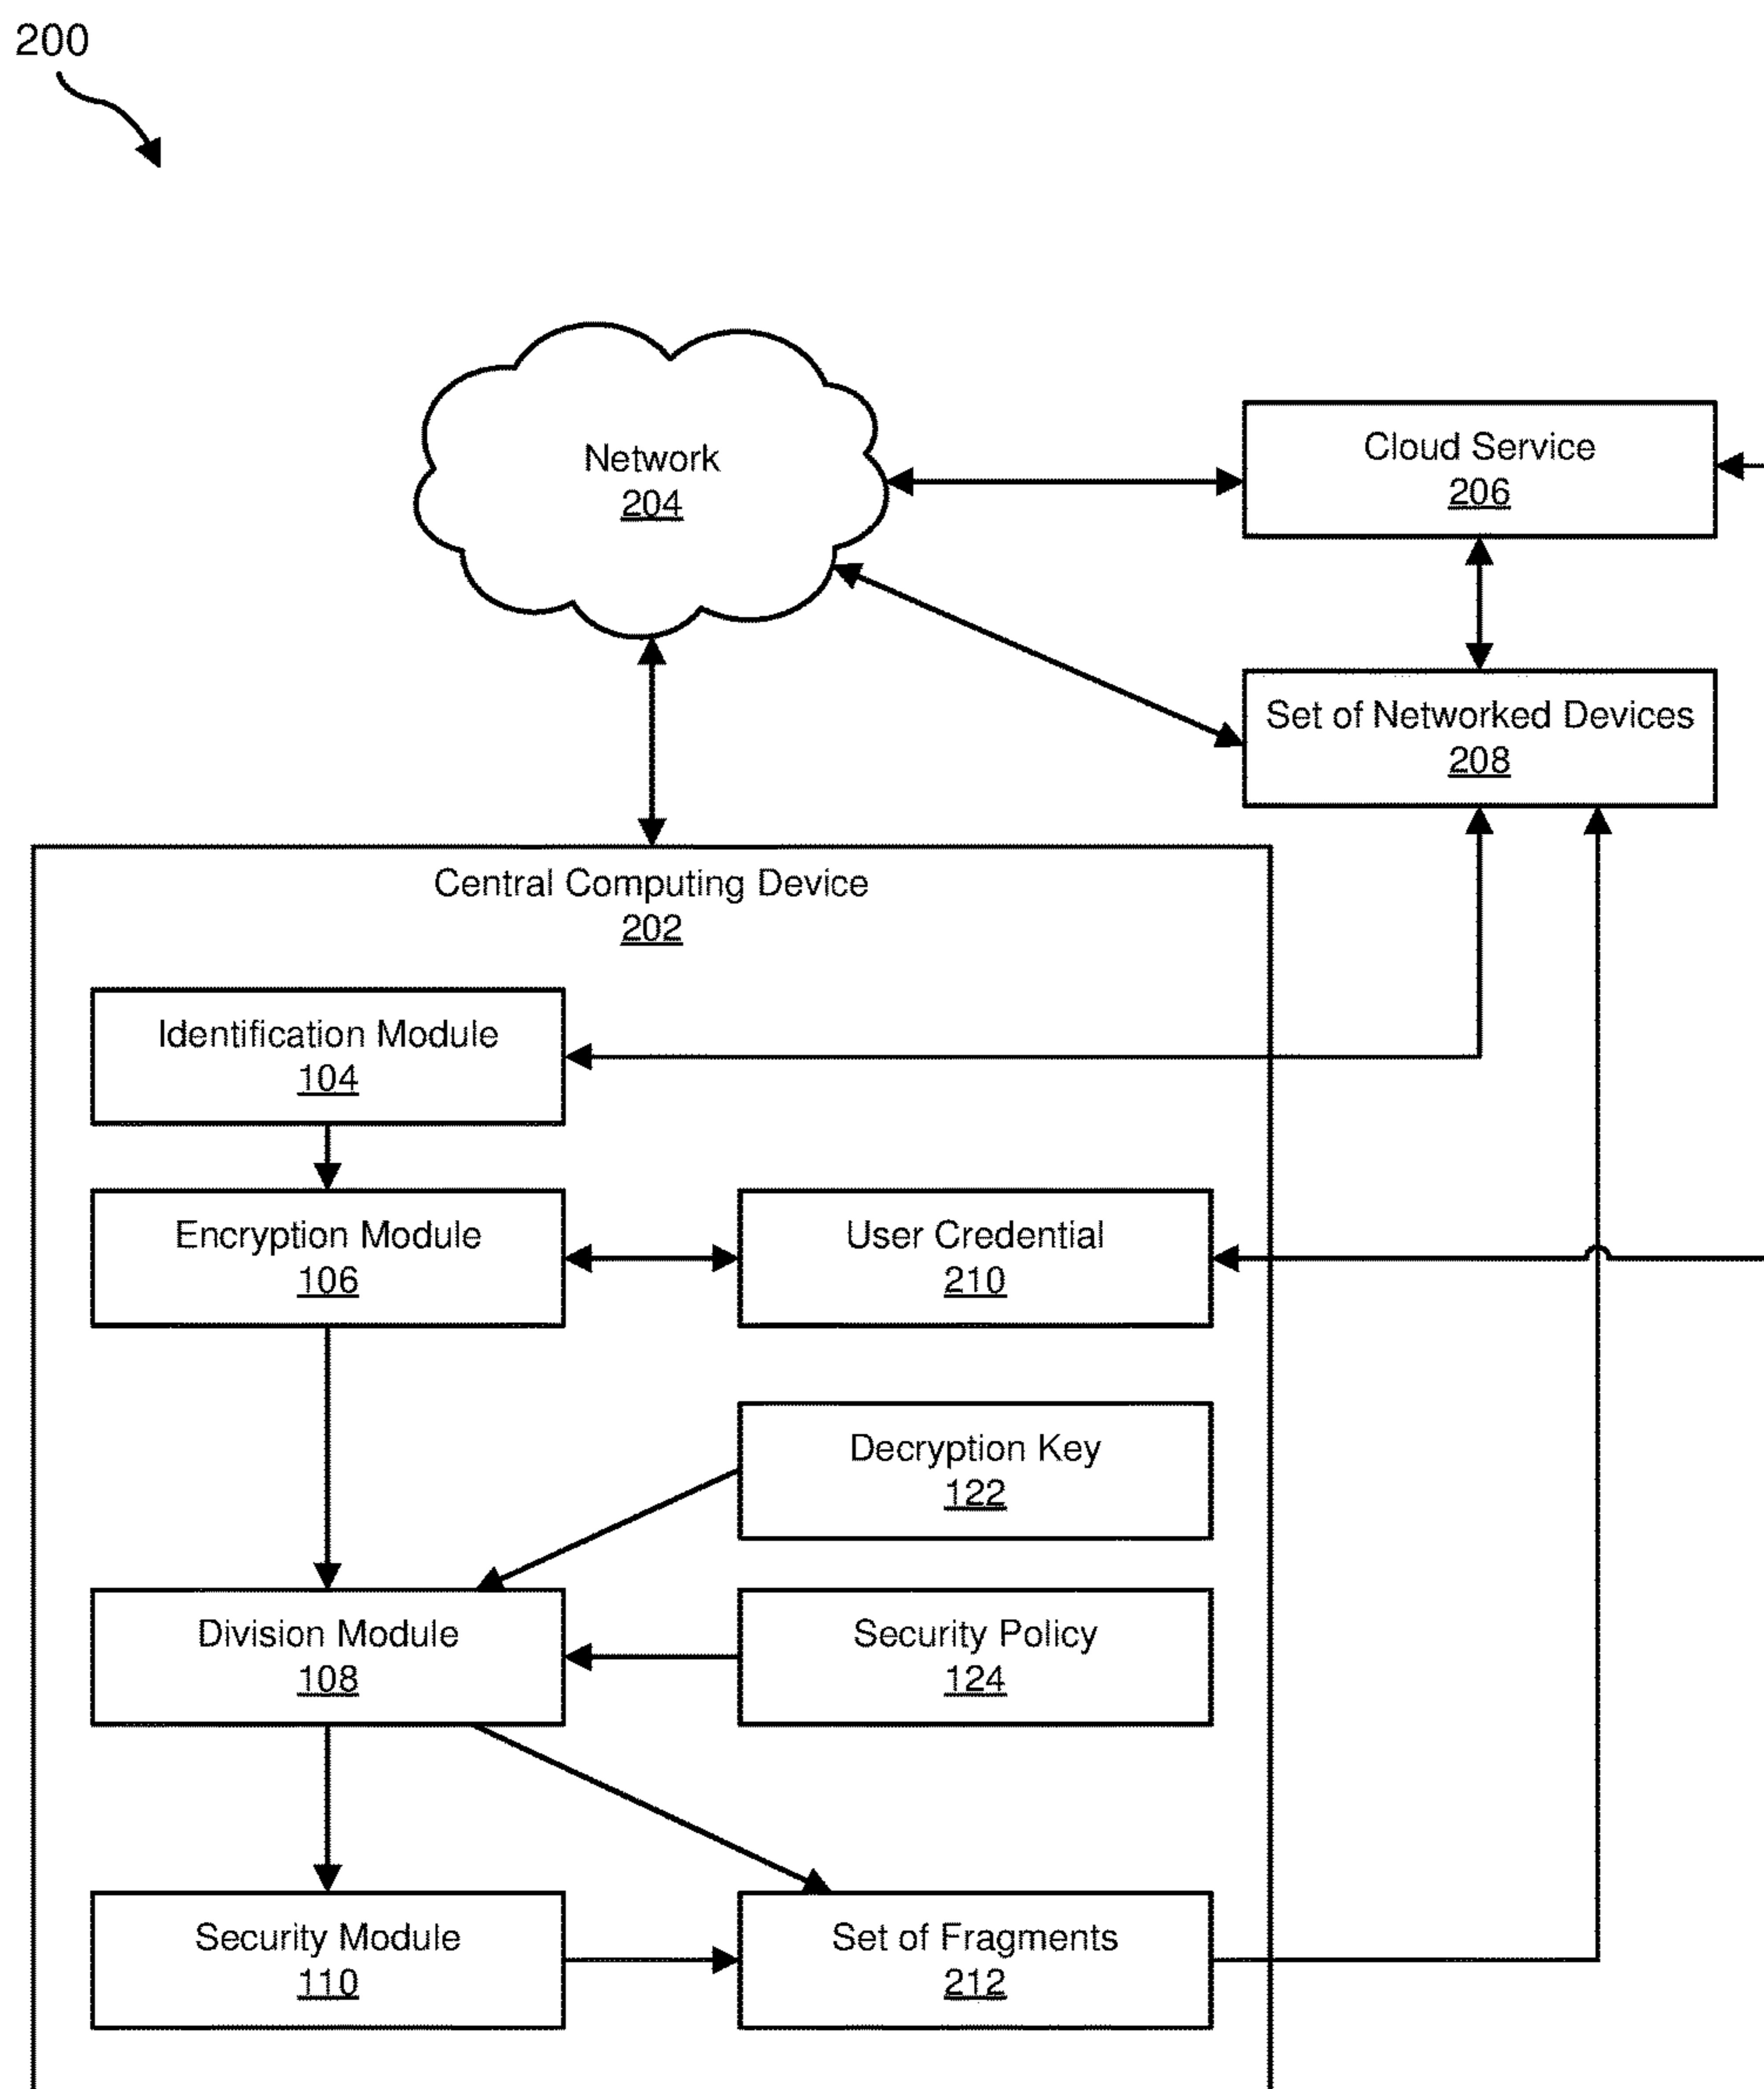 200
Network
204
Cloud Service
206
Set of Networked Devices
208
Central Computing Device
202
Identification Module
104
Encryption Module
106
User Credential
210
Decryption Key
122
Division Module
108
Security Policy
124
Security Module
110
Set of Fragments
212